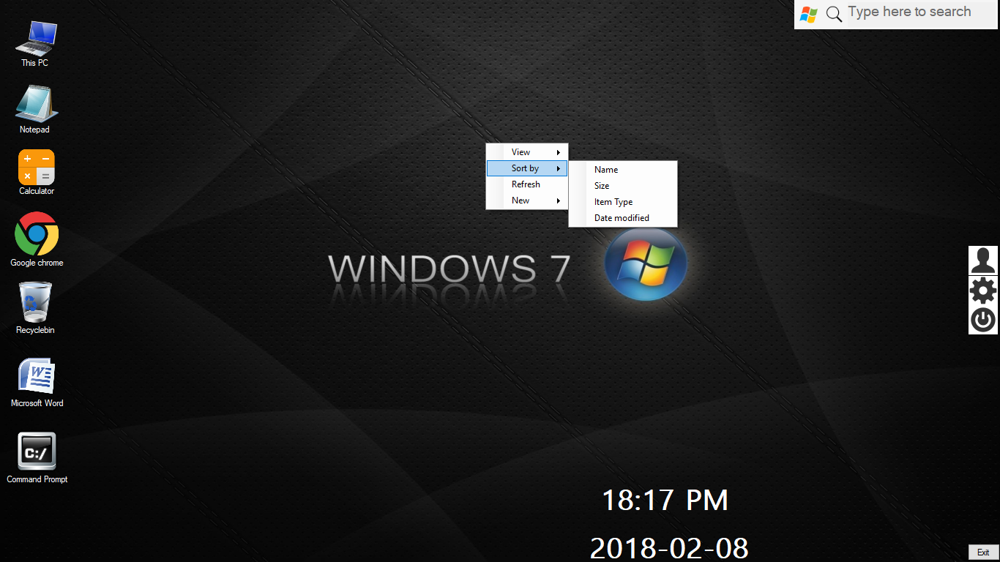 Type here to search
This PC
Notepad
Calculator
Google chrome
Recyclebin
W
Microsoft Word
C:/
Command Prompt
View
Sort by
Refresh
New
Name
Size
Item Type
Date modified
WINDOWS 7
18:17 PM
2018-02-08
Exit